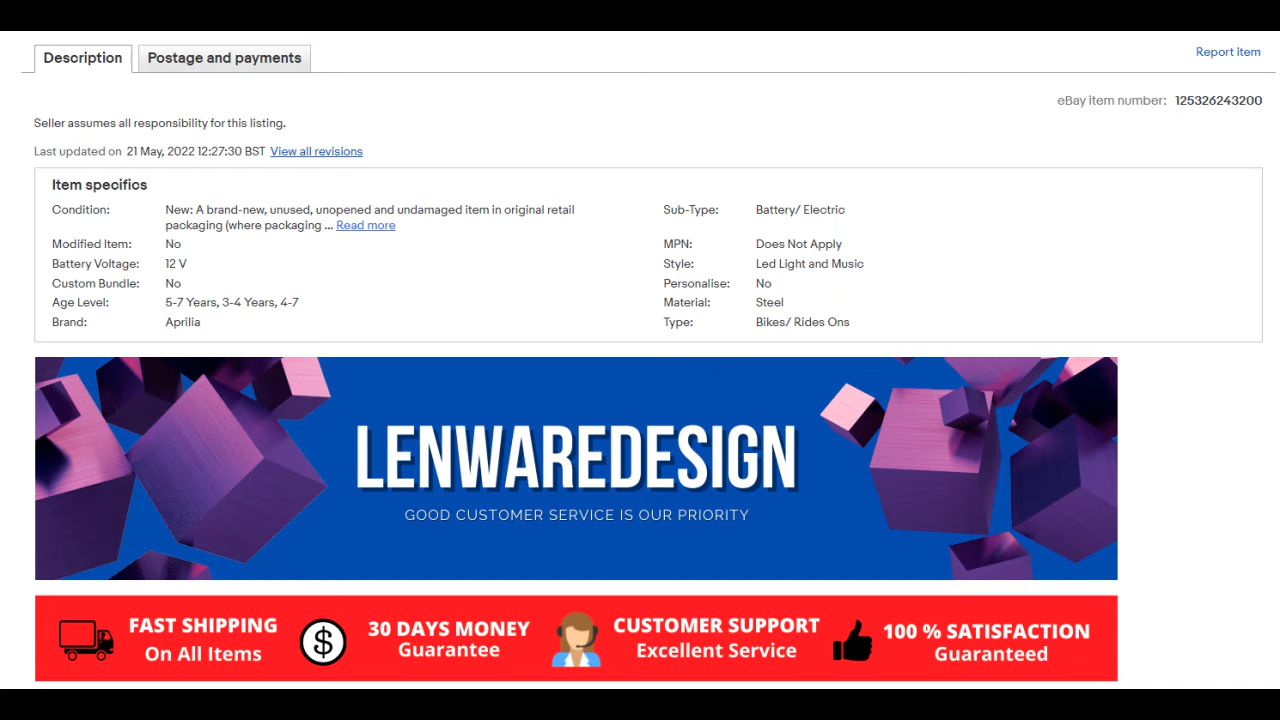 Description
Postage and payments
Report item
eBay item number: 125326243200
Seller assumes all responsibility for this listing.
Last updated on 21 May, 2022 12:27:30 BST View all revisions
Item specifics
Condition: New: A brand-new, unused, unopened and undamaged item in original retail
packaging (where packaging ... Read more
Sub-Type: Battery/ Electric
Modified Item: No
MPN: Does Not Apply
Battery Voltage: 12 V
Style: Led Light and Music
Custom Bundle: No
Personalise: No
Age Level: 5-7 Years, 3-4 Years, 4-7
Material: Steel
Brand: Aprilia
Type: Bikes/ Rides Ons
LENWAREDESIGN
GOOD CUSTOMER SERVICE IS OUR PRIORITY
FAST SHIPPING
On All Items
$
30 DAYS MONEY
Guarantee
CUSTOMER SUPPORT
Excellent Service
100 % SATISFACTION
Guaranteed